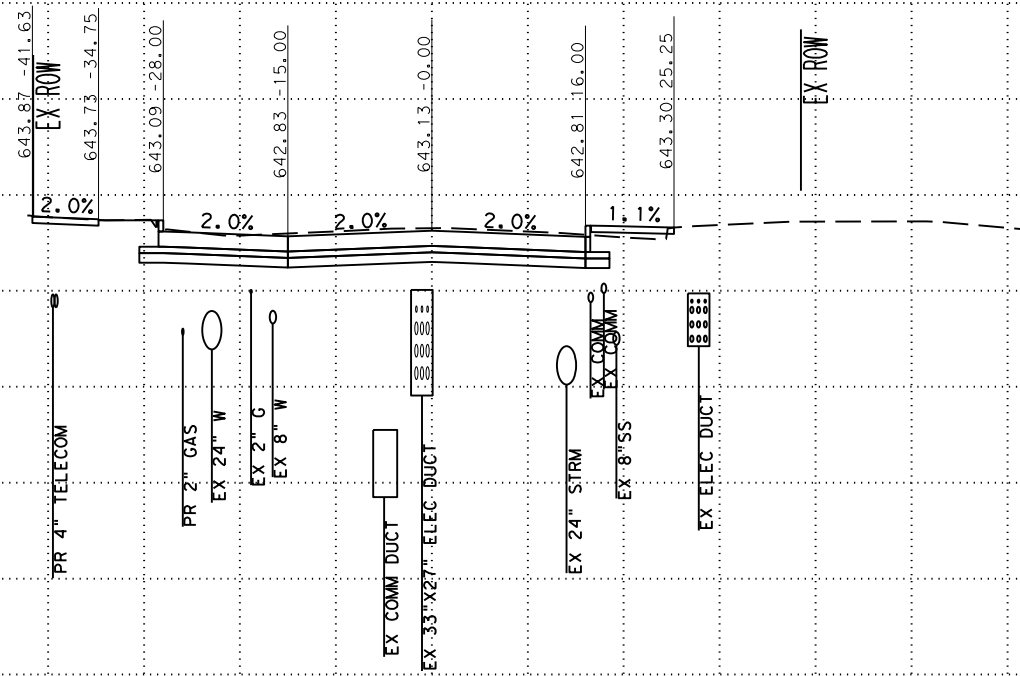 643.87 -41.63
EX ROW
643.73 -34.75
643.09 -28.00
642.83 -15.00
643.13 -0.00
642.81 16.00
643.30 25.25
EX ROW
2.0%
2.0%
2.0%
2.0%
1.1%
PR 4" TELECOM
PR 2" GAS
EX 24" W
EX 2" G
EX 8" W
EX COMM DUCT
EX 33"X27" ELEC DUCT
EX 24" STRM
EX COMM
EX COMM
EX 8"SS
EX ELEC DUCT